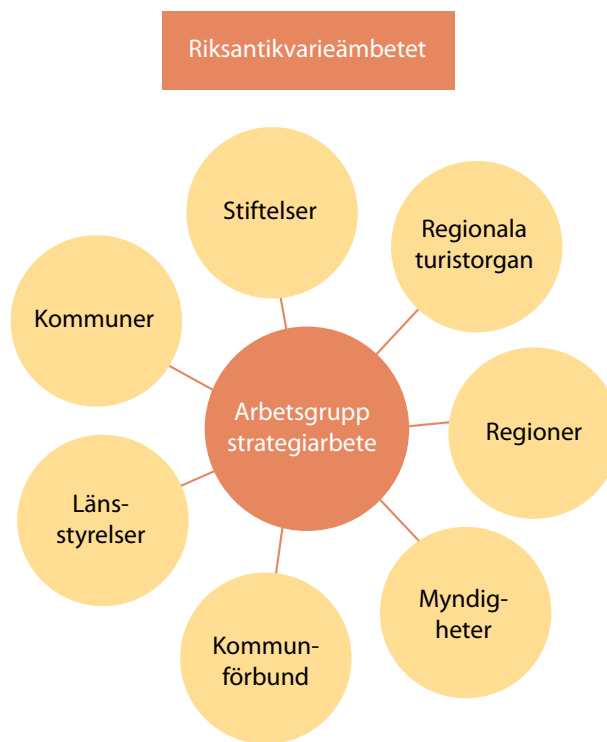 Riksantikvarieämbetet
Stiftelser
Regionala
turistorgan
Kommuner
Arbetsgrupp
strategiarbete
Regioner
Läns-
styrelser
Myndig-
heter
Kommun-
förbund